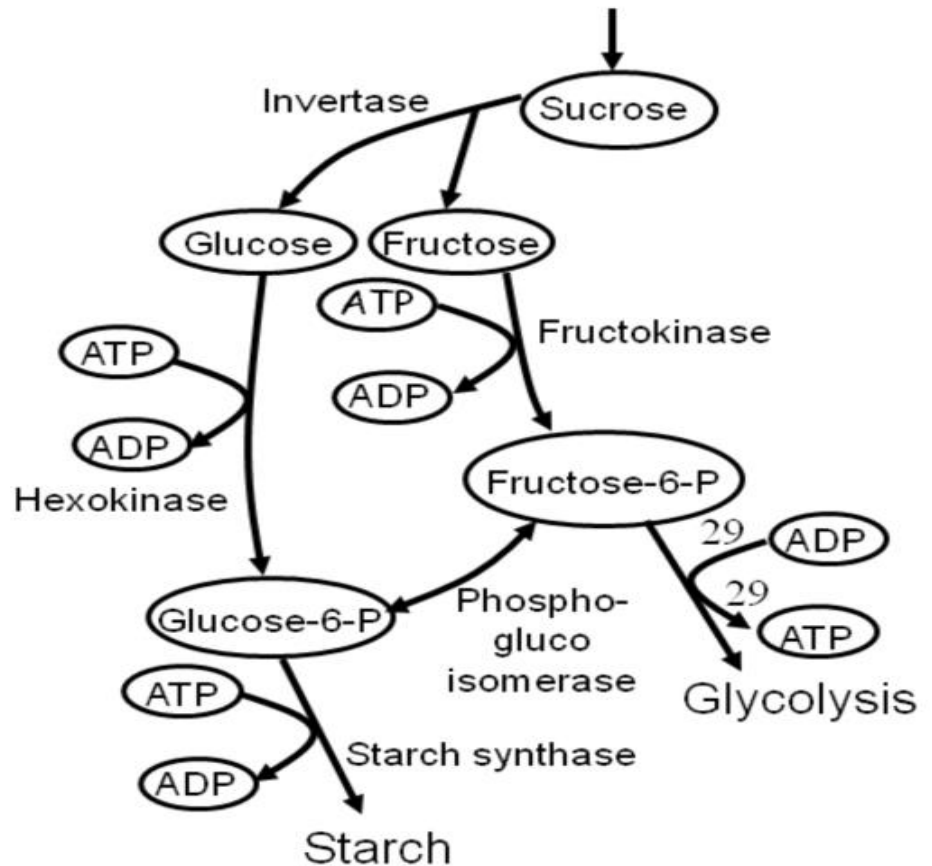 Sucrose
Invertase
Glucose
Fructose
ATP
Fructokinase
ATP
ADP
ADP
Hexokinase
Fructose-6-P
29
ADP
29
ATP
Glucose-6-P
Phospho-
gluco
isomerase
Glycolysis
ATP
Starch synthase
ADP
Starch